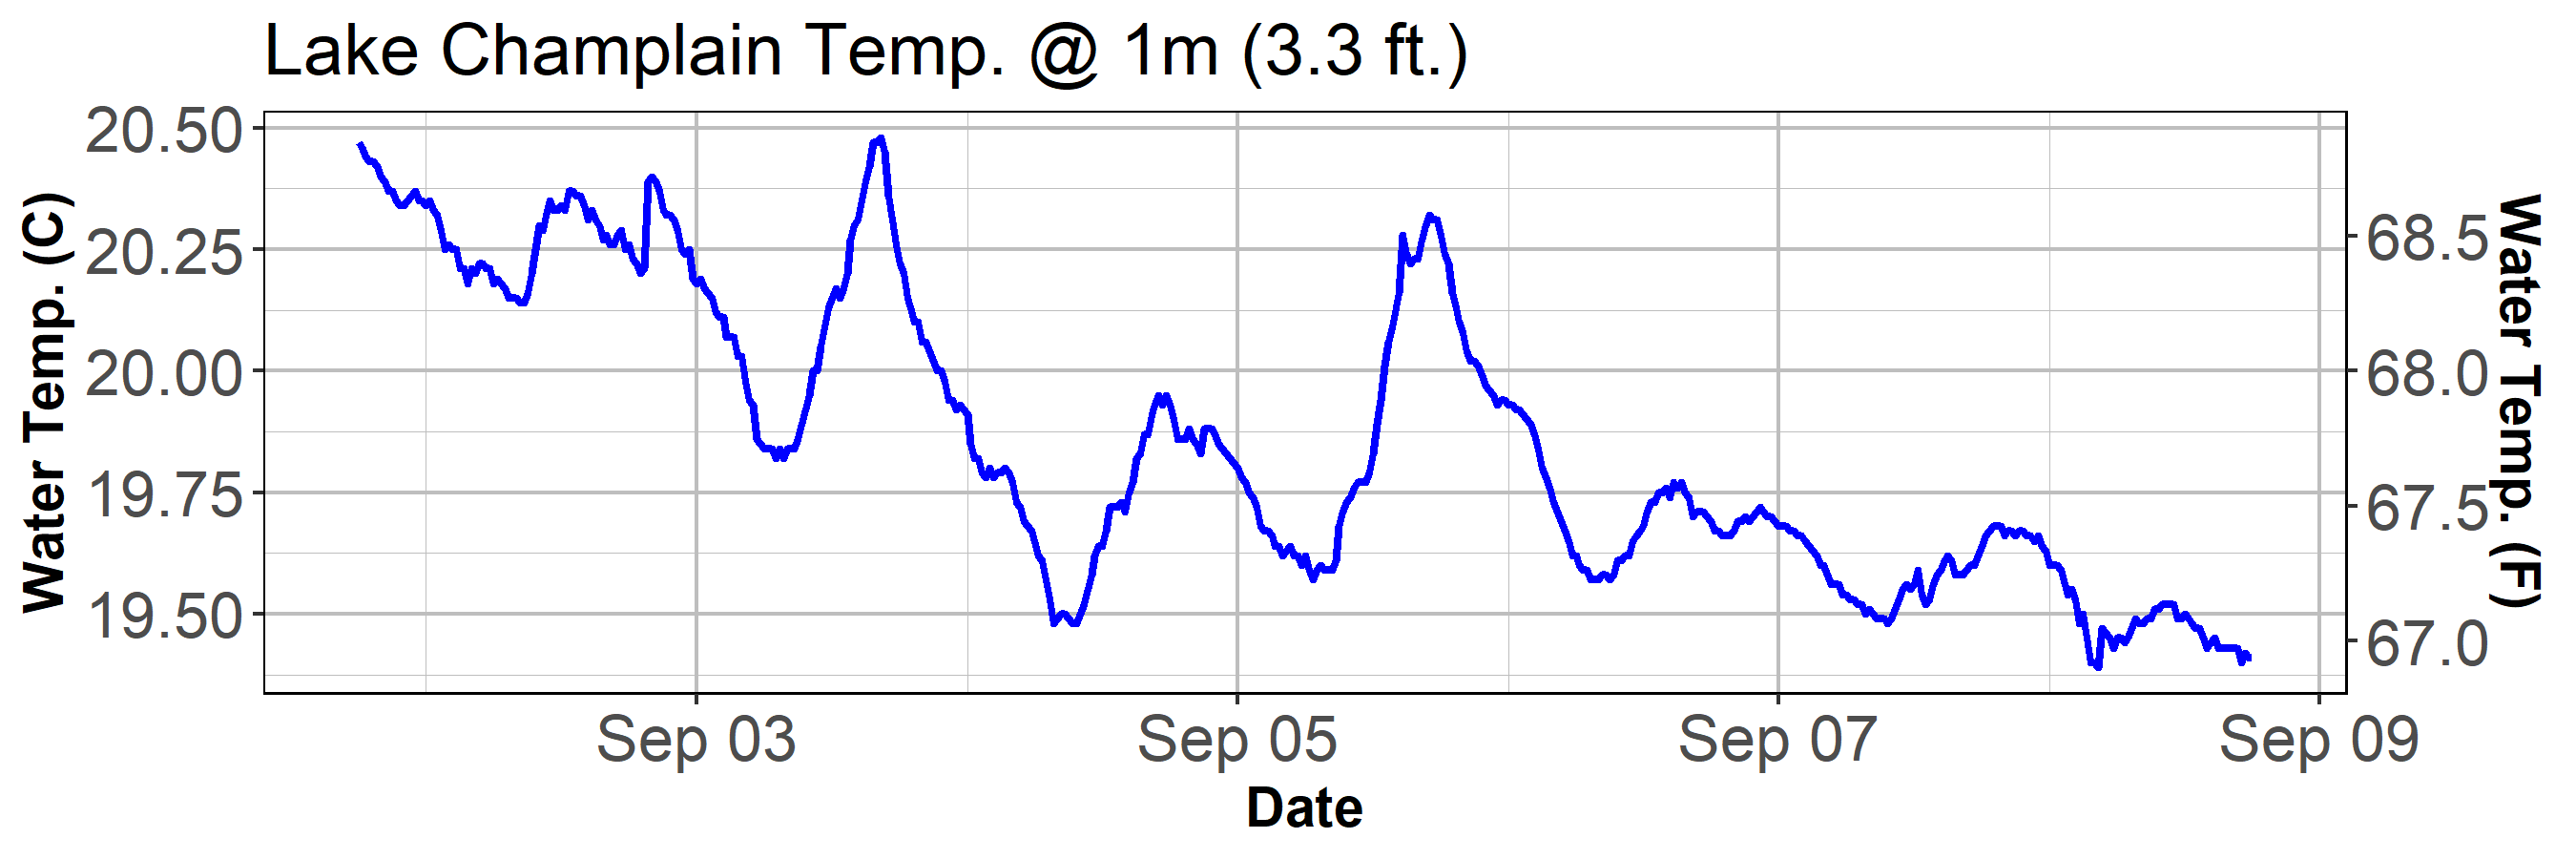 Lake Champlain Temp. @ 1m (3.3 ft.)
Water Temp. (C)
20.50
20.25
20.00
19.75
19.50
68.5
68.0
67.5
67.0
Water Temp. (F)
Sep 03
Sep 05
Sep 07
Sep 09
Date